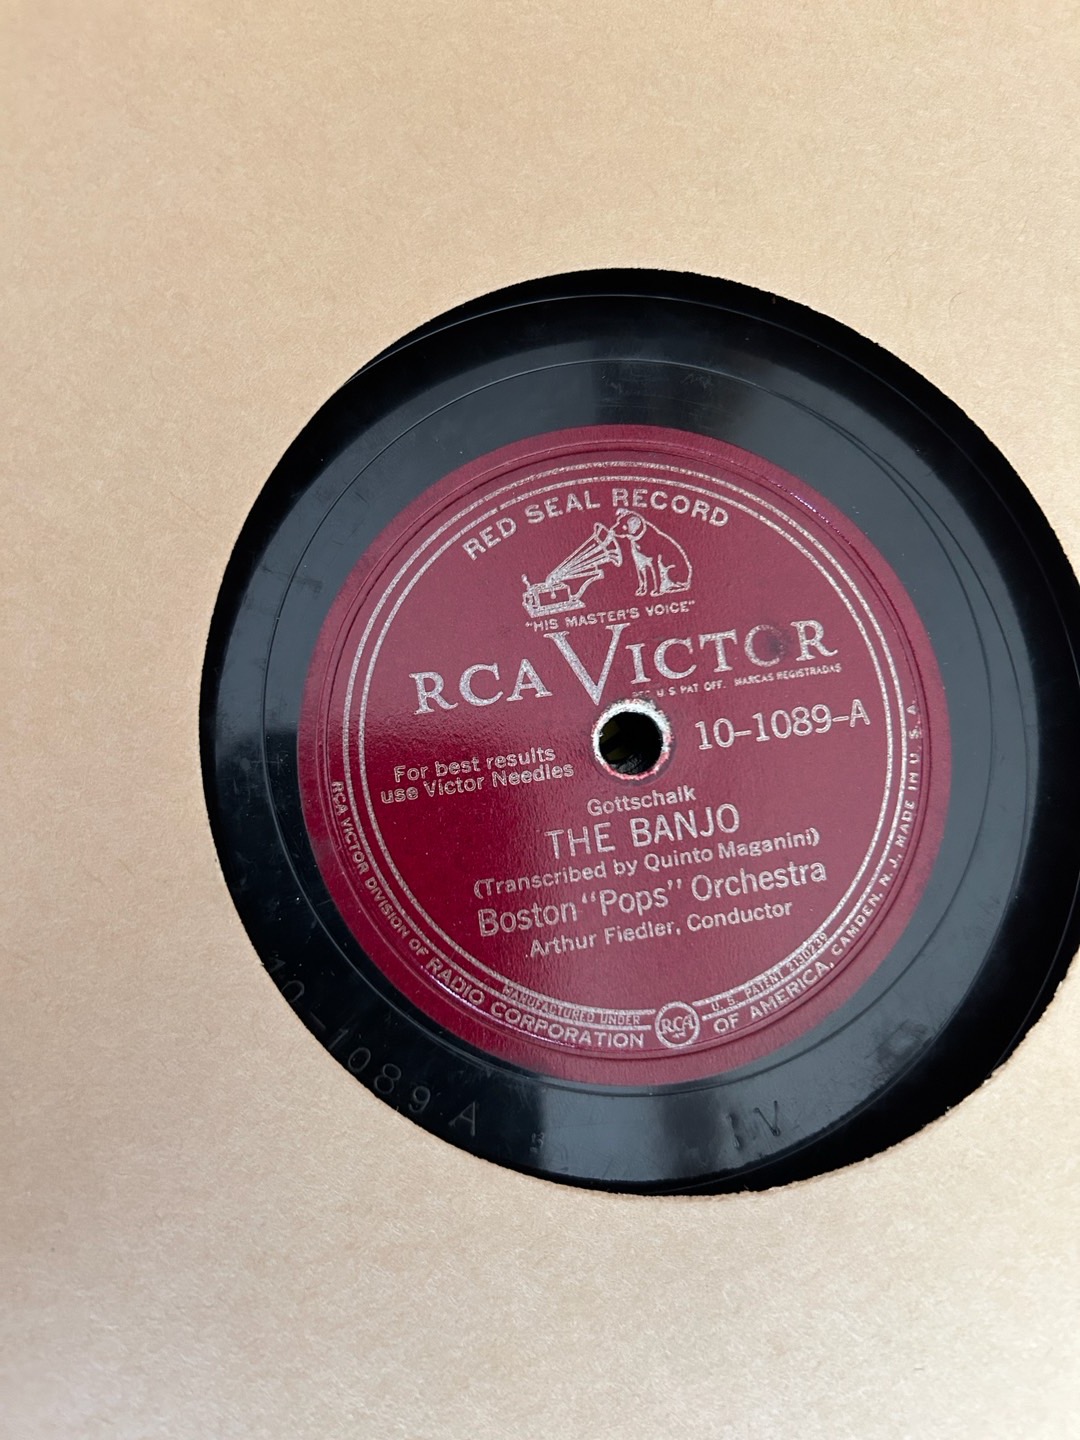 RED SEAL RECORD
"HIS MASTER'S VOICE"
RCA VICTOR
REG. U S PAT OFF. MARCAS REGISTRADAS
10-1089-A
For best results
use Victor Needles
Gottschalk
THE BANJO
(Transcribed by Quinto Maganini)
Boston "Pops" Orchestra
Arthur Fiedler, Conductor
MANUFACTURED UNDER RCA U. S. PATENT 2130239
RCA VICTOR DIVISION OF RADIO CORPORATION OF AMERICA, CAMDEN, N.J. MADE IN U.S.A.
10-1089 A